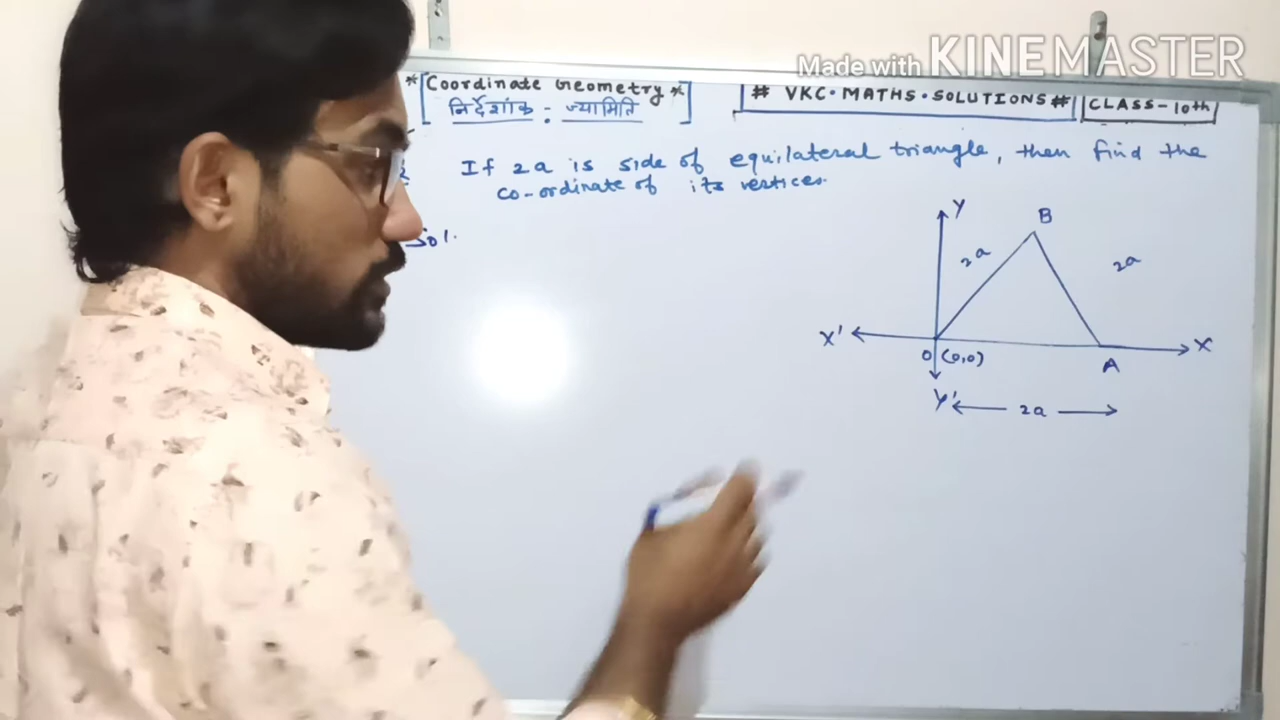 Made with KINEMASTER
*[Coordinate Geometry*]
निर्देशांक : ज्यामिति
# VKC • MATHS • SOLUTIONS #
CLASS - 10th
If 2a is side of equilateral triangle, then find the
co-ordinate of its vertices.
Sol.
Y
B
2a
2a
X'
X
O (0,0)
A
Y'
2a